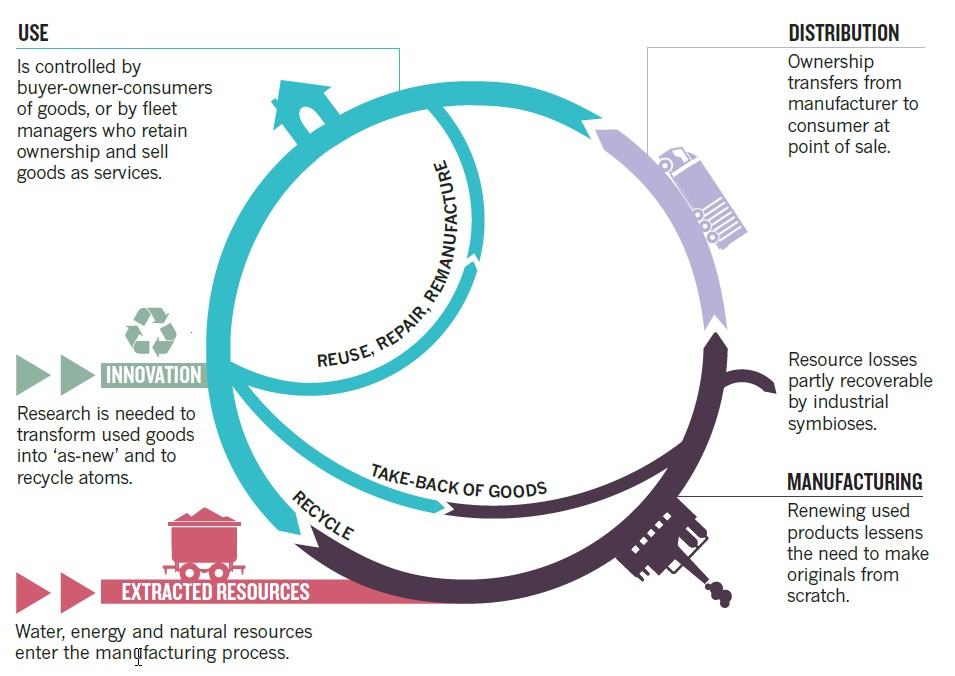 USE
Is controlled by
buyer-owner-consumers
of goods, or by fleet
managers who retain
ownership and sell
goods as services.
DISTRIBUTION
Ownership
transfers from
manufacturer to
consumer at
point of sale.
REUSE, REPAIR, REMANUFACTURE
INNOVATION
Research is needed to
transform used goods
into ‘as-new’ and to
recycle atoms.
Resource losses
partly recoverable
by industrial
symbioses.
TAKE-BACK OF GOODS
RECYCLE
MANUFACTURING
Renewing used
products lessens
the need to make
originals from
scratch.
EXTRACTED RESOURCES
Water, energy and natural resources
enter the manufacturing process.